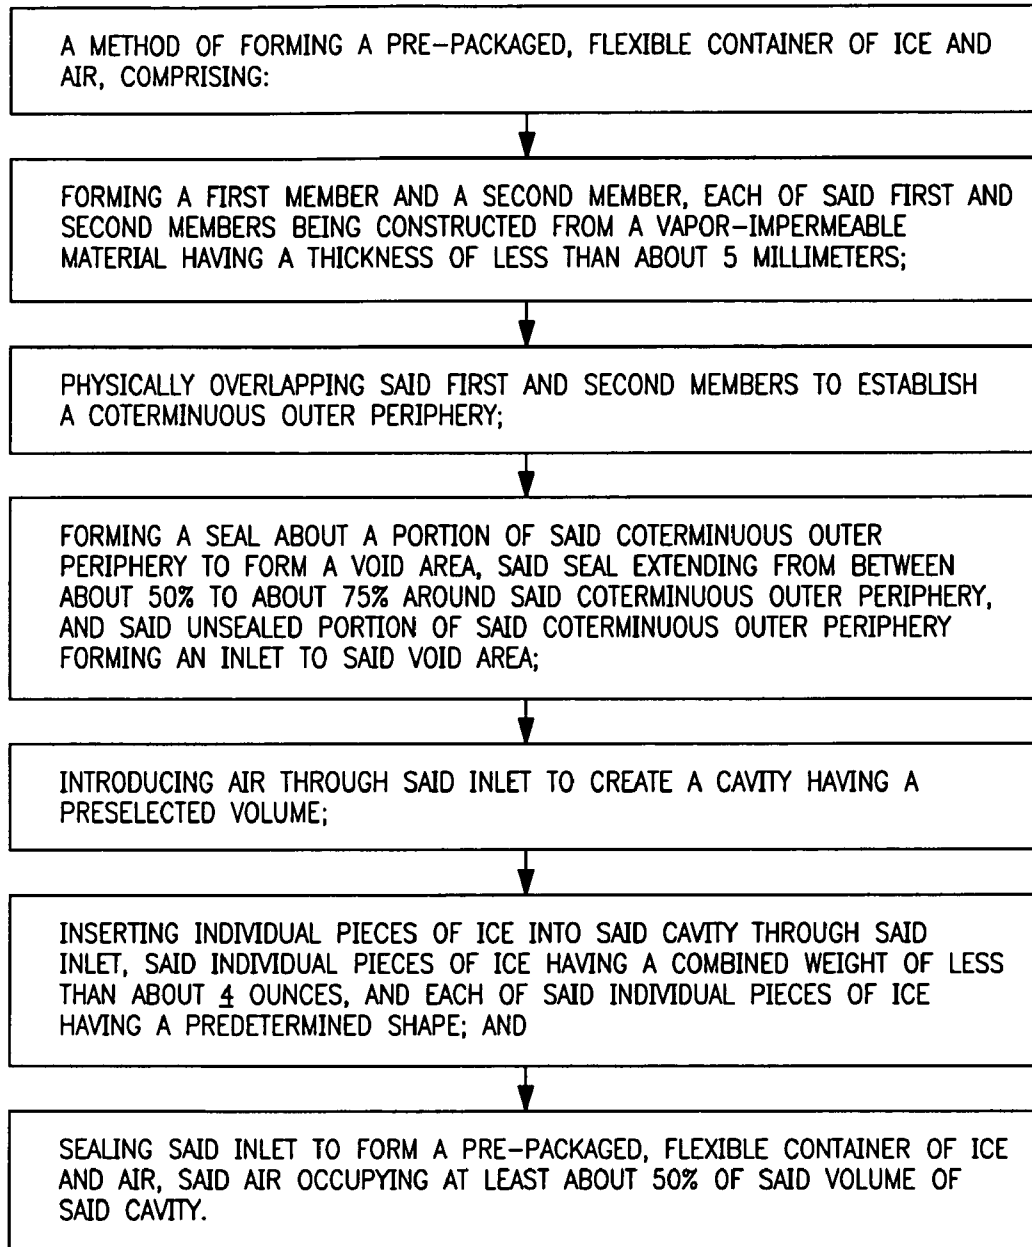 A METHOD OF FORMING A PRE-PACKAGED, FLEXIBLE CONTAINER OF ICE AND
AIR, COMPRISING:
FORMING A FIRST MEMBER AND A SECOND MEMBER, EACH OF SAID FIRST AND
SECOND MEMBERS BEING CONSTRUCTED FROM A VAPOR-IMPERMEABLE
MATERIAL HAVING A THICKNESS OF LESS THAN ABOUT 5 MILLIMETERS;
PHYSICALLY OVERLAPPING SAID FIRST AND SECOND MEMBERS TO ESTABLISH
A COTERMINUOUS OUTER PERIPHERY;
FORMING A SEAL ABOUT A PORTION OF SAID COTERMINUOUS OUTER
PERIPHERY TO FORM A VOID AREA, SAID SEAL EXTENDING FROM BETWEEN
ABOUT 50% TO ABOUT 75% AROUND SAID COTERMINUOUS OUTER PERIPHERY,
AND SAID UNSEALED PORTION OF SAID COTERMINUOUS OUTER PERIPHERY
FORMING AN INLET TO SAID VOID AREA;
INTRODUCING AIR THROUGH SAID INLET TO CREATE A CAVITY HAVING A
PRESELECTED VOLUME;
INSERTING INDIVIDUAL PIECES OF ICE INTO SAID CAVITY THROUGH SAID
INLET, SAID INDIVIDUAL PIECES OF ICE HAVING A COMBINED WEIGHT OF LESS
THAN ABOUT 4 OUNCES, AND EACH OF SAID INDIVIDUAL PIECES OF ICE
HAVING A PREDETERMINED SHAPE; AND
SEALING SAID INLET TO FORM A PRE-PACKAGED, FLEXIBLE CONTAINER OF ICE
AND AIR, SAID AIR OCCUPYING AT LEAST ABOUT 50% OF SAID VOLUME OF
SAID CAVITY.